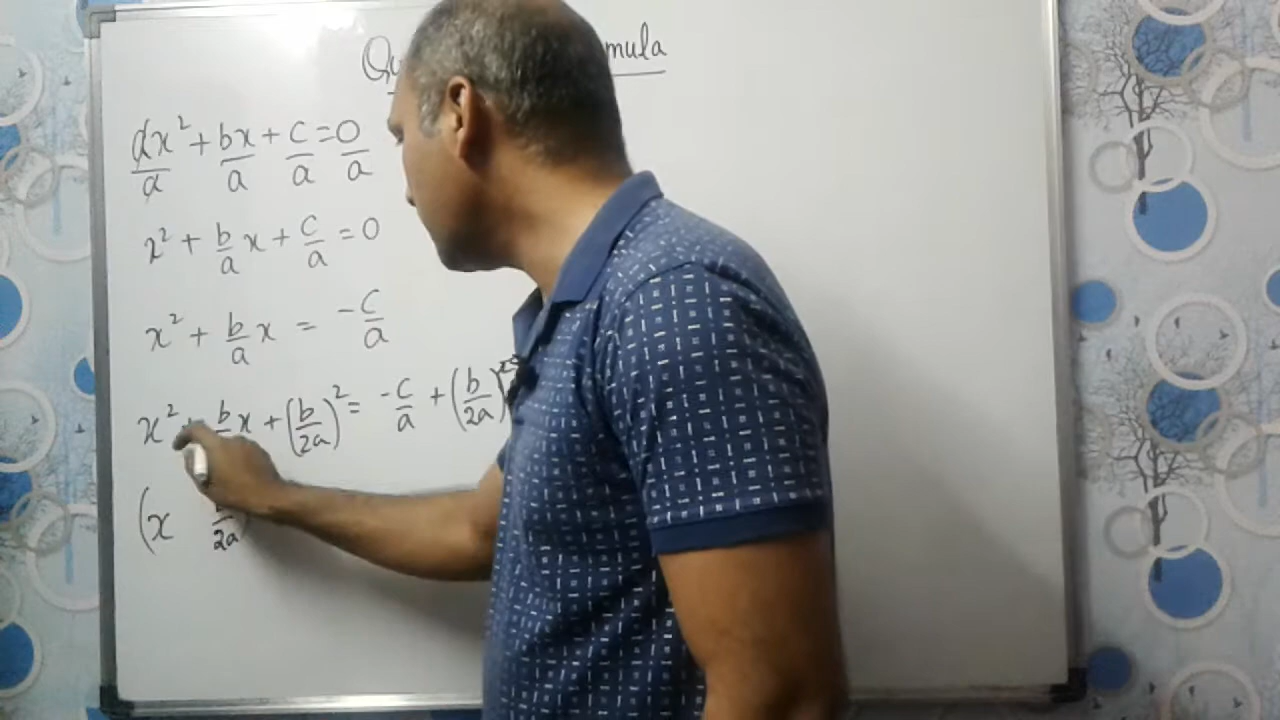 Qu mula
ax²/a + bx/a + c/a = 0/a
x² + b/a x + c/a = 0
x² + b/a x = -c/a
x² + b x + (b/2a)² = -c/a + (b/2a)²
(x b/2a)